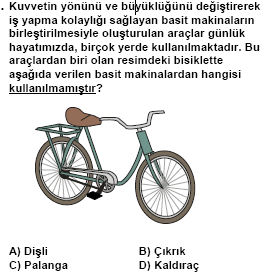 . Kuvvetin yönünü ve büyüklüğünü değiştirerek
iş yapma kolaylığı sağlayan basit makinaların
birleştirilmesiyle oluşturulan araçlar günlük
hayatımızda, birçok yerde kullanılmaktadır. Bu
araçlardan biri olan resimdeki bisiklette
aşağıda verilen basit makinalardan hangisi
kullanılmamıştır?
A) Dişli B) Çıkrık
C) Palanga D) Kaldıraç